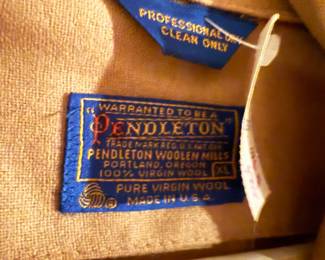 PROFESSIONAL DRY
CLEAN ONLY
"WARRANTED TO BE A
PENDLETON"
TRADE MARK REG. U.S. PAT. OFF.
PENDLETON WOOLEN MILLS
PORTLAND, OREGON
100% VIRGIN WOOL XL
PURE VIRGIN WOOL
MADE IN U.S.A.